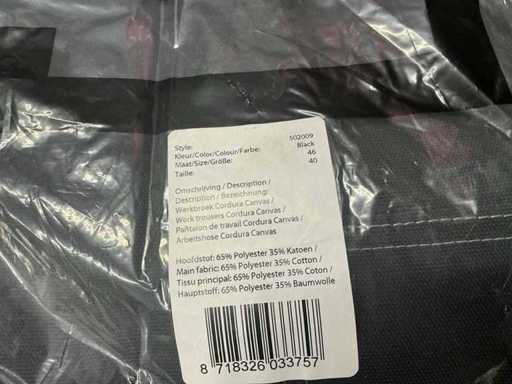 Style: 502009
Kleur/Color/Colour/Farbe: Black
Maat/Size/Größe: 46
Taille: 40
Omschrijving / Description /
Description / Bezeichnung:
Werkbroek Cordura Canvas /
Work trousers Cordura Canvas /
Pantalon de travail Cordura Canvas /
Arbeitshose Cordura Canvas
Hoofdstof: 65% Polyester 35% Katoen /
Main fabric: 65% Polyester 35% Cotton /
Tissu principal: 65% Polyester 35% Coton /
Hauptstoff: 65% Polyester 35% Baumwolle
8 718326 033757